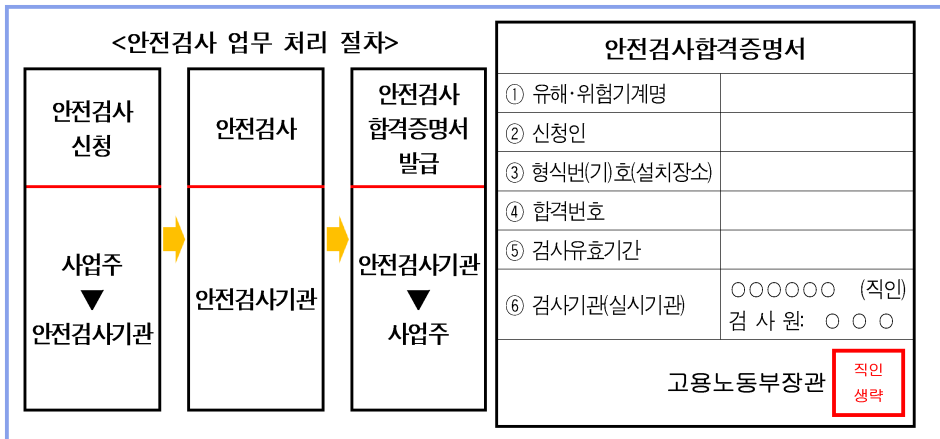 <안전검사 업무 처리 절차>
안전검사
신청
사업주
▼
안전검사기관
안전검사
안전검사기관
안전검사
합격증명서
발급
안전검사기관
▼
사업주
안전검사합격증명서
① 유해·위험기계명
② 신청인
③ 형식번(기)호(설치장소)
④ 합격번호
⑤ 검사유효기간
⑥ 검사기관(실시기관)
○○○○○○ (직인)
검 사 원: ○ ○ ○
고용노동부장관
직인
생략